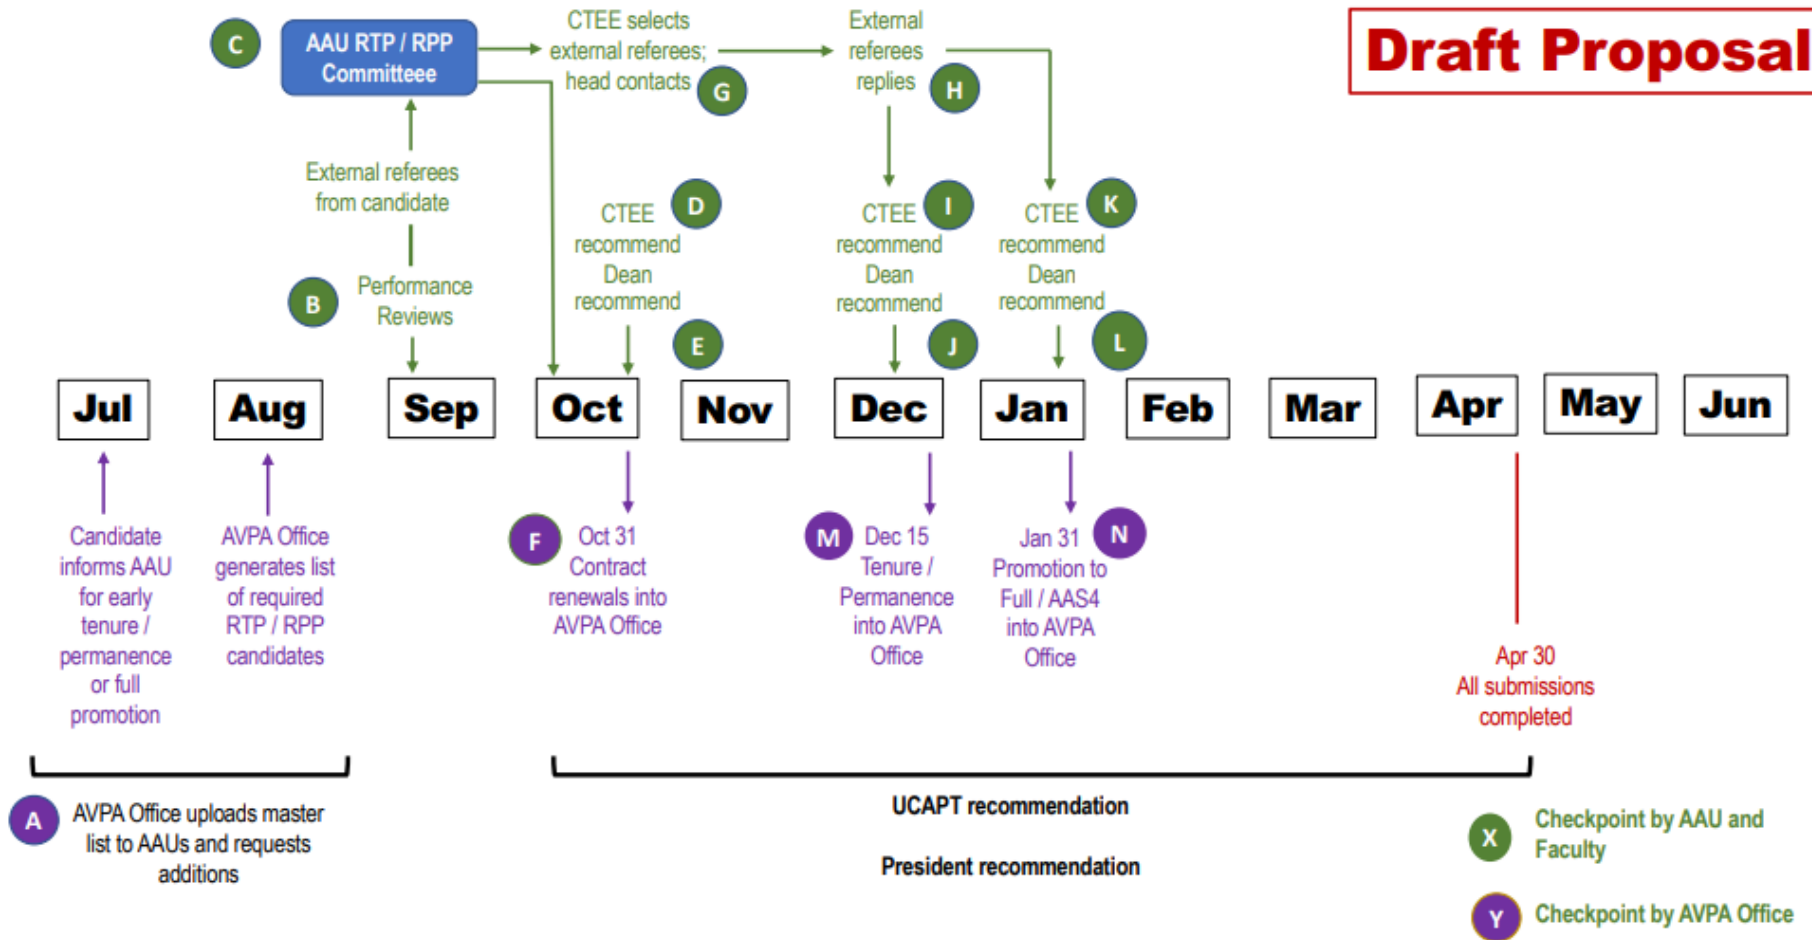 Draft Proposal
C
AAU RTP / RPP
Committeee
CTEE selects
external referees;
head contacts
G
External
referees
replies
H
External referees
from candidate
B
Performance
Reviews
CTEE
recommend
Dean
recommend
D
E
CTEE
recommend
Dean
recommend
I
J
CTEE
recommend
Dean
recommend
K
L
Jul
Aug
Sep
Oct
Nov
Dec
Jan
Feb
Mar
Apr
May
Jun
Candidate
informs AAU
for early
tenure /
permanence
or full
promotion
AVPA Office
generates list
of required
RTP / RPP
candidates
F
Oct 31
Contract
renewals into
AVPA Office
M
Dec 15
Tenure /
Permanence
into AVPA
Office
N
Jan 31
Promotion to
Full / AAS4
into AVPA
Office
Apr 30
All submissions
completed
A
AVPA Office uploads master
list to AAUs and requests
additions
UCAPT recommendation
President recommendation
X
Checkpoint by AAU and
Faculty
Y
Checkpoint by AVPA Office